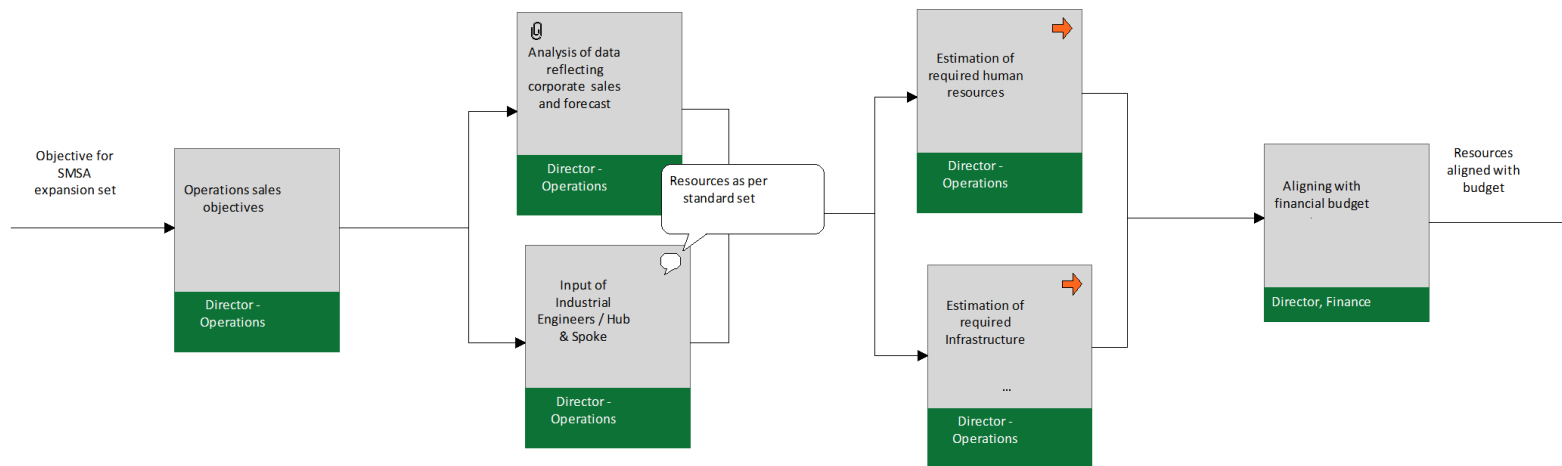 Objective for
SMSA
expansion set
Operations sales
objectives
Director -
Operations
Analysis of data
reflecting
corporate sales
and forecast
Director -
Operations
Resources as per
standard set
Input of
Industrial
Engineers / Hub
& Spoke
Director -
Operations
Estimation of
required human
resources
Director -
Operations
Estimation of
required
Infrastructure
...
Director -
Operations
Aligning with
financial budget
Director, Finance
Resources
aligned with
budget